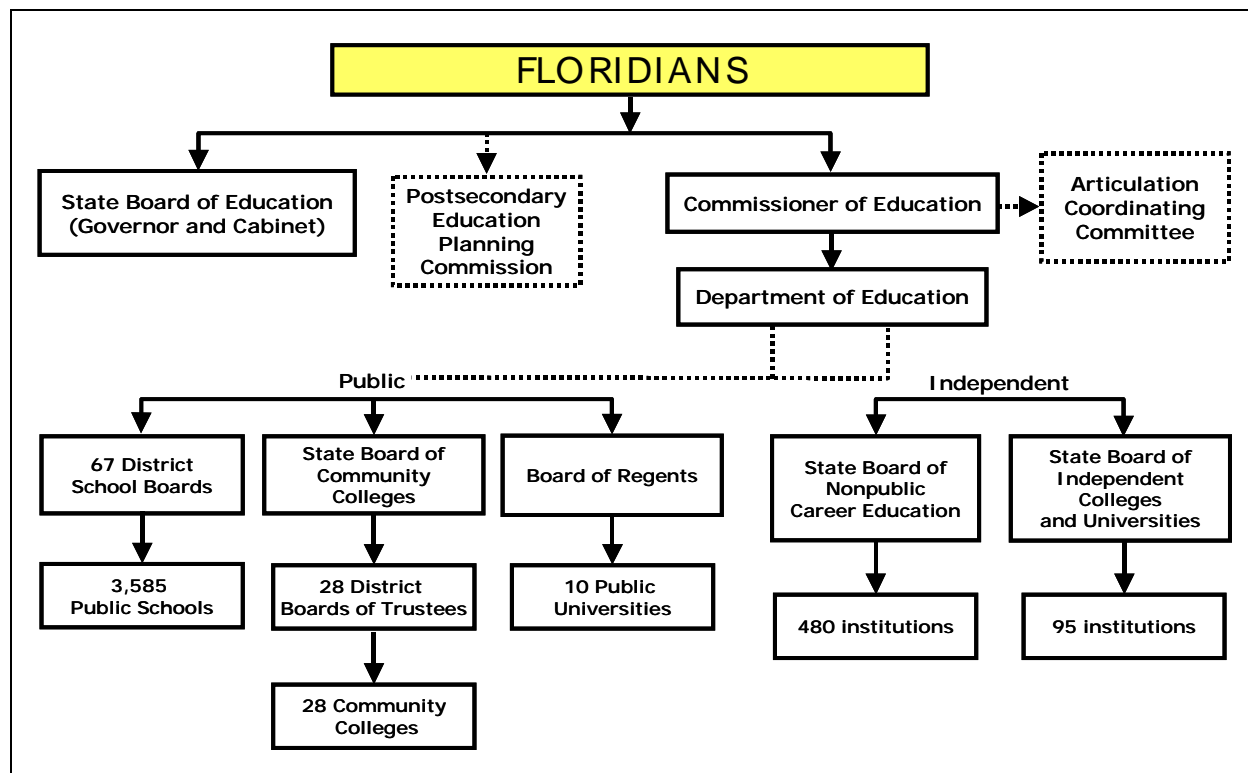 FLORIDIANS
State Board of Education
(Governor and Cabinet)
Postsecondary
Education
Planning
Commission
Commissioner of Education
Articulation
Coordinating
Committee
Department of Education
Public
Independent
67 District
School Boards
State Board of
Community
Colleges
Board of Regents
State Board of
Nonpublic
Career Education
State Board of
Independent
Colleges
and Universities
3,585
Public Schools
28 District
Boards of Trustees
10 Public
Universities
480 institutions
95 institutions
28 Community
Colleges